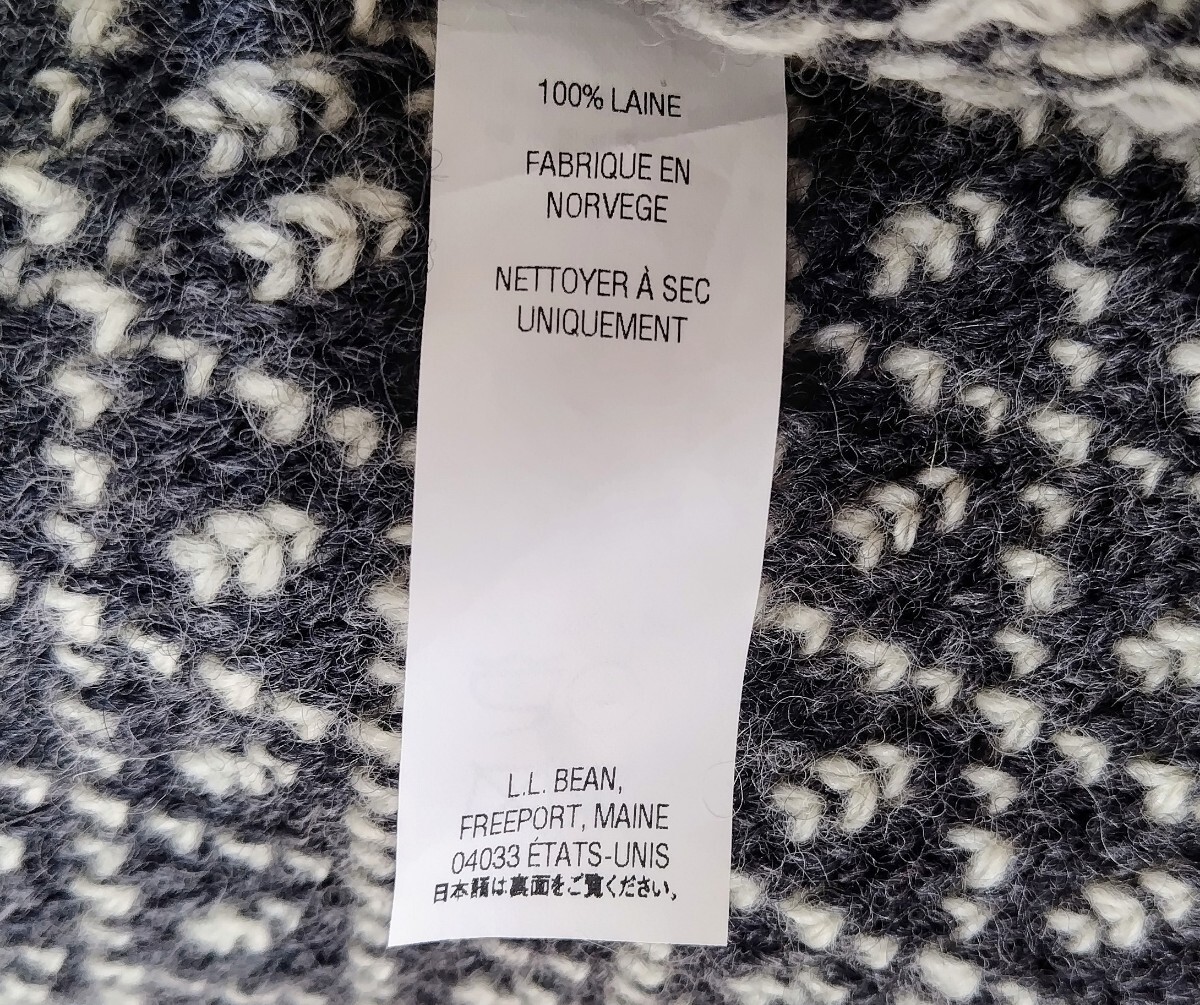 100% LAINE
FABRIQUE EN
NORVEGE
NETTOYER À SEC
UNIQUEMENT
L.L. BEAN,
FREEPORT, MAINE
04033 ÉTATS-UNIS
日本語は裏面をご覧ください。